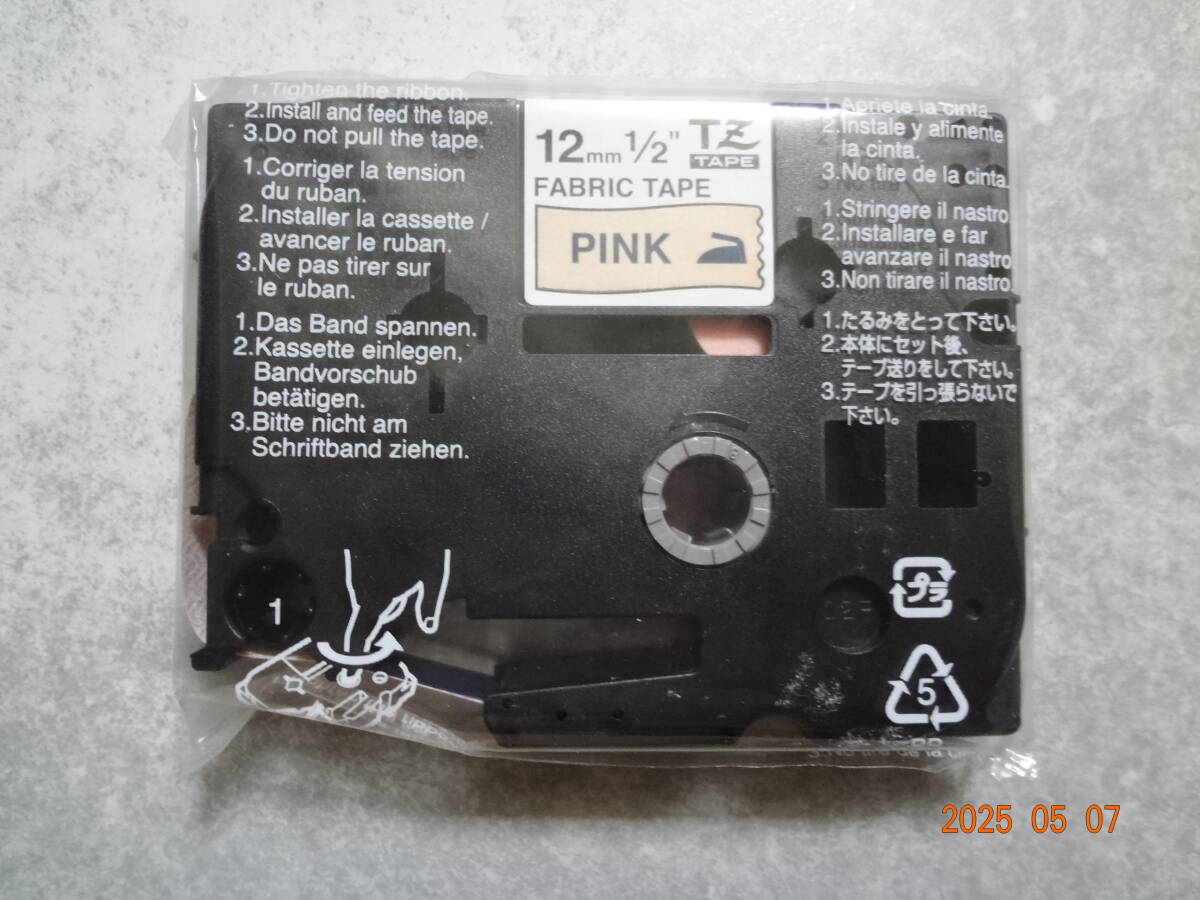 1.Tighten the ribbon.
2.Install and feed the tape.
3.Do not pull the tape.
1.Corriger la tension
du ruban.
2.Installer la cassette /
avancer le ruban.
3.Ne pas tirer sur
le ruban.
1.Das Band spannen.
2.Kassette einlegen,
Bandvorschub
betätigen.
3.Bitte nicht am
Schriftband ziehen.
12mm 1/2" TZ
TAPE
FABRIC TAPE
PINK
1.Apriete la cinta.
2.Instale y alimente
la cinta.
3.No tire de la cinta.
1.Stringere il nastro
2.Installare e far
avanzare il nastro
3.Non tirare il nastro.
1.たるみをとって下さい。
2.本体にセット後、
テープ送りをして下さい。
3.テープを引っ張らないで
下さい。
1
プラ
5
PP
2025 05 07